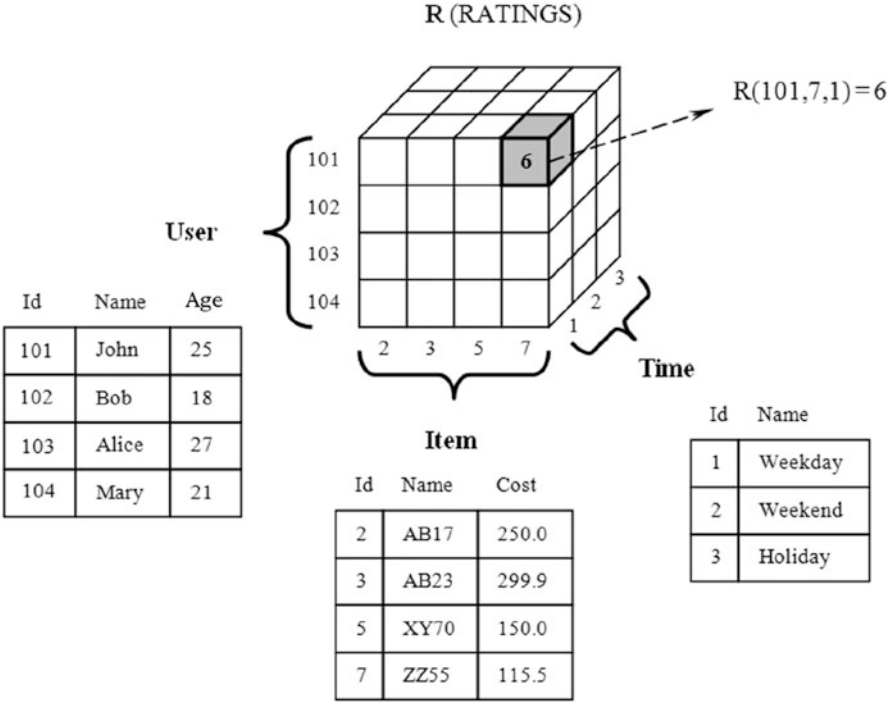 R (RATINGS)
R(101,7,1)=6
6
101
102
103
104
User
2 3 5 7
1
2
3
Time
Item
Id Name Age
101 John 25
102 Bob 18
103 Alice 27
104 Mary 21
Id Name Cost
2 AB17 250.0
3 AB23 299.9
5 XY70 150.0
7 ZZ55 115.5
Id Name
1 Weekday
2 Weekend
3 Holiday